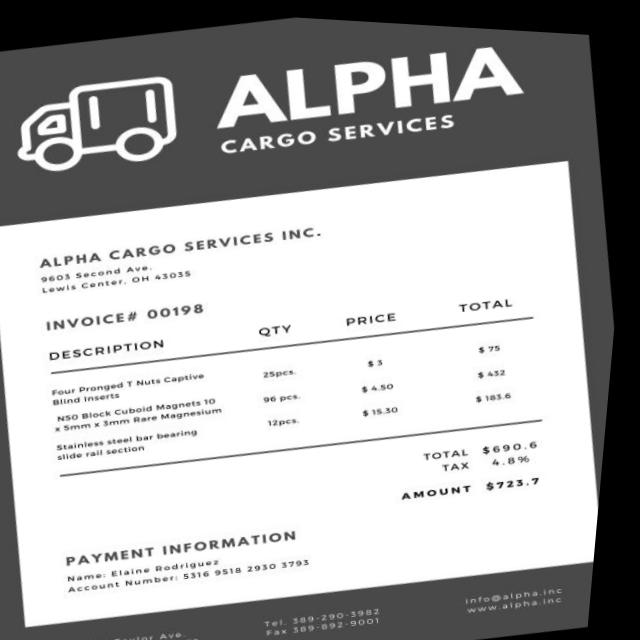 ALPHA
CARGO SERVICES
ALPHA CARGO SERVICES INC.
9603 Second Ave,
Lewis Center, OH 43035
INVOICE# 00198
DESCRIPTION QTY PRICE TOTAL
Four Pronged T Nuts Captive
Blind Inserts 25pcs. $ 3 $ 75
N50 Block Cuboid Magnets 10
x 5mm x 3mm Rare Magnesium 96 pcs. $ 4.50 $ 432
Stainless steel bar bearing
slide rail section 12pcs. $ 15.30 $ 183.6
TOTAL $690.6
TAX 4.8%
AMOUNT $723.7
PAYMENT INFORMATION
Name: Elaine Rodriguez
Account Number: 5316 9518 2930 3793
Ave.
Tel. 389-290-3982
Fax 389-892-9001
info@alpha.inc
www.alpha.inc